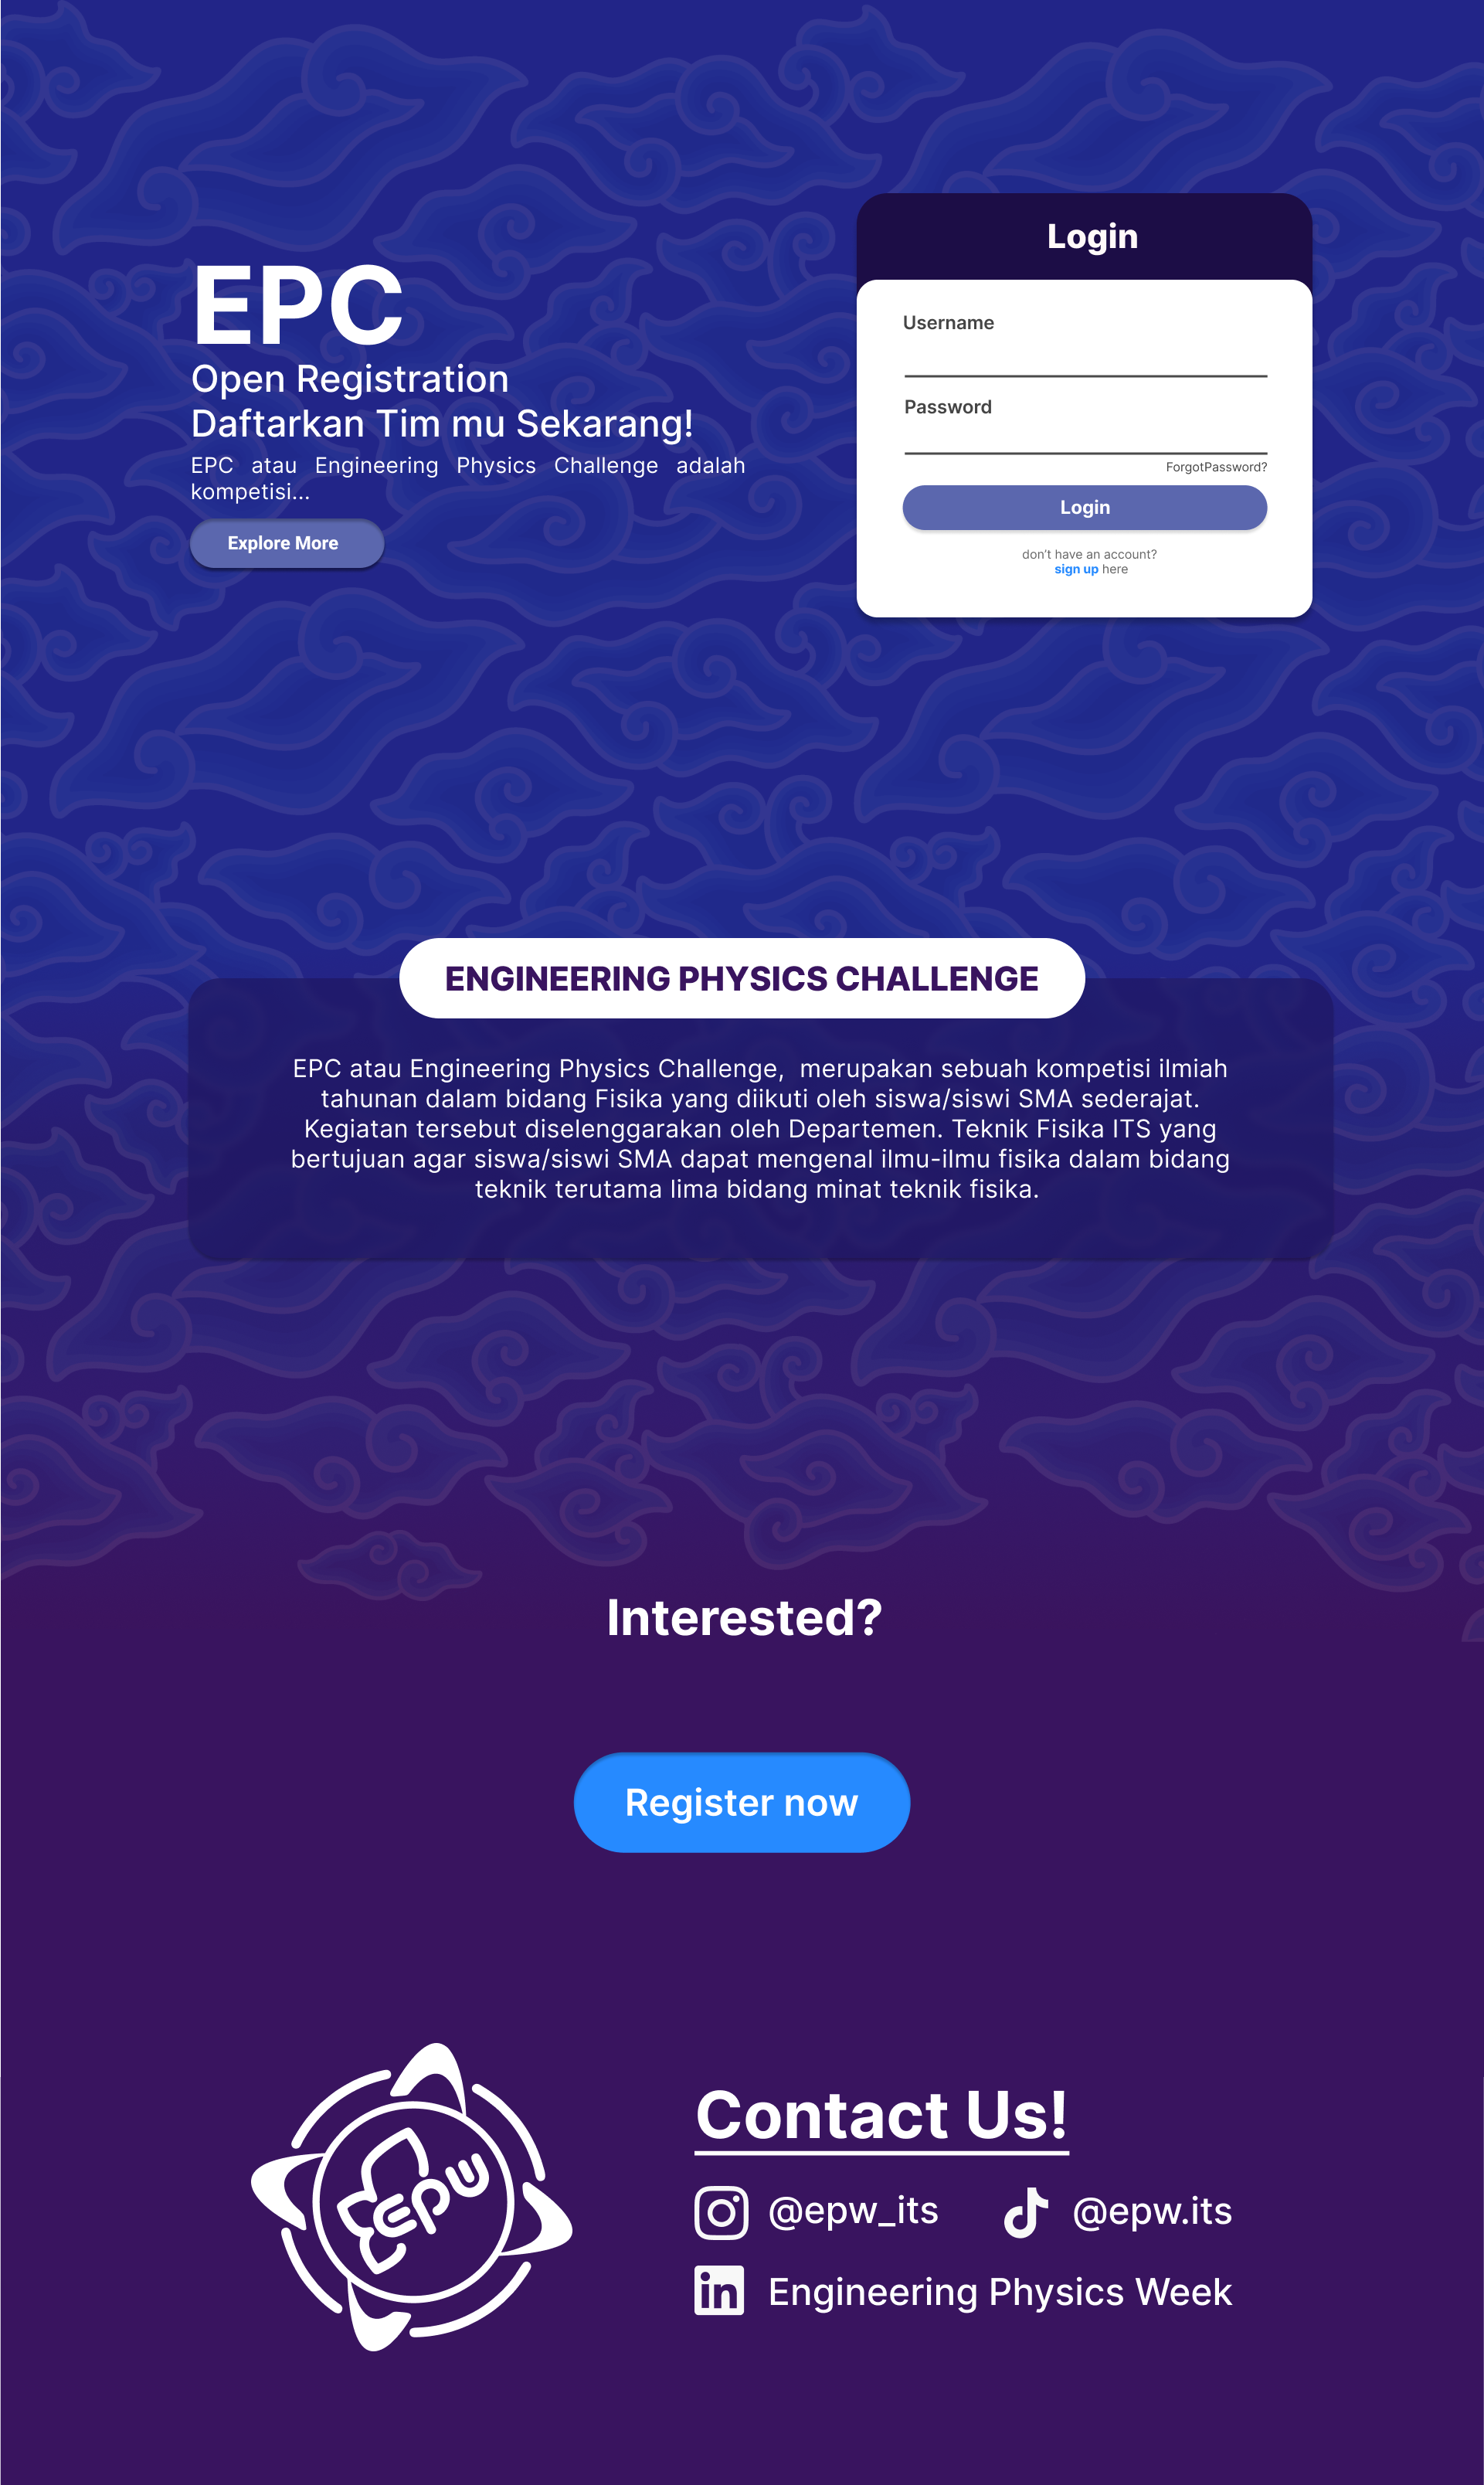 EPC
Open Registration
Daftarkan Tim mu Sekarang!
EPC atau Engineering Physics Challenge adalah
kompetisi...
Explore More
Login
Username
Password
ForgotPassword?
Login
don't have an account?
sign up here
ENGINEERING PHYSICS CHALLENGE
EPC atau Engineering Physics Challenge, merupakan sebuah kompetisi ilmiah
tahunan dalam bidang Fisika yang diikuti oleh siswa/siswi SMA sederajat.
Kegiatan tersebut diselenggarakan oleh Departemen. Teknik Fisika ITS yang
bertujuan agar siswa/siswi SMA dapat mengenal ilmu-ilmu fisika dalam bidang
teknik terutama lima bidang minat teknik fisika.
Interested?
Register now
epw
Contact Us!
@epw_its
@epw.its
in
Engineering Physics Week